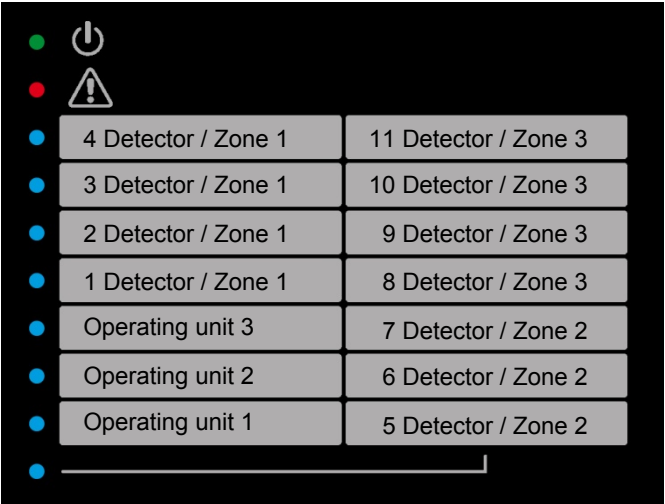 4 Detector / Zone 1
11 Detector / Zone 3
3 Detector / Zone 1
10 Detector / Zone 3
2 Detector / Zone 1
9 Detector / Zone 3
1 Detector / Zone 1
8 Detector / Zone 3
Operating unit 3
7 Detector / Zone 2
Operating unit 2
6 Detector / Zone 2
Operating unit 1
5 Detector / Zone 2